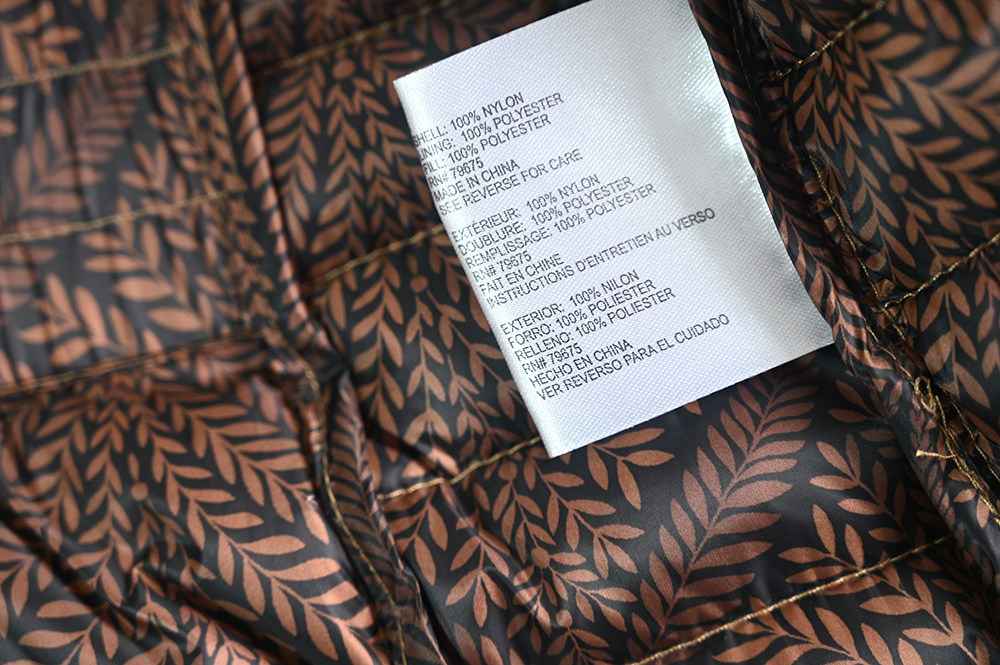 SHELL: 100% NYLON
LINING: 100% POLYESTER
FILL: 100% POLYESTER
RN# 79675
MADE IN CHINA
SEE REVERSE FOR CARE
EXTÉRIEUR: 100% NYLON
DOUBLURE: 100% POLYESTER
REMPLISSAGE: 100% POLYESTER
RN# 79675
FAIT EN CHINE
INSTRUCTIONS D'ENTRETIEN AU VERSO
EXTERIOR: 100% NILON
FORRO: 100% POLIESTER
RELLENO: 100% POLIESTER
RN# 79675
HECHO EN CHINA
VER REVERSO PARA EL CUIDADO